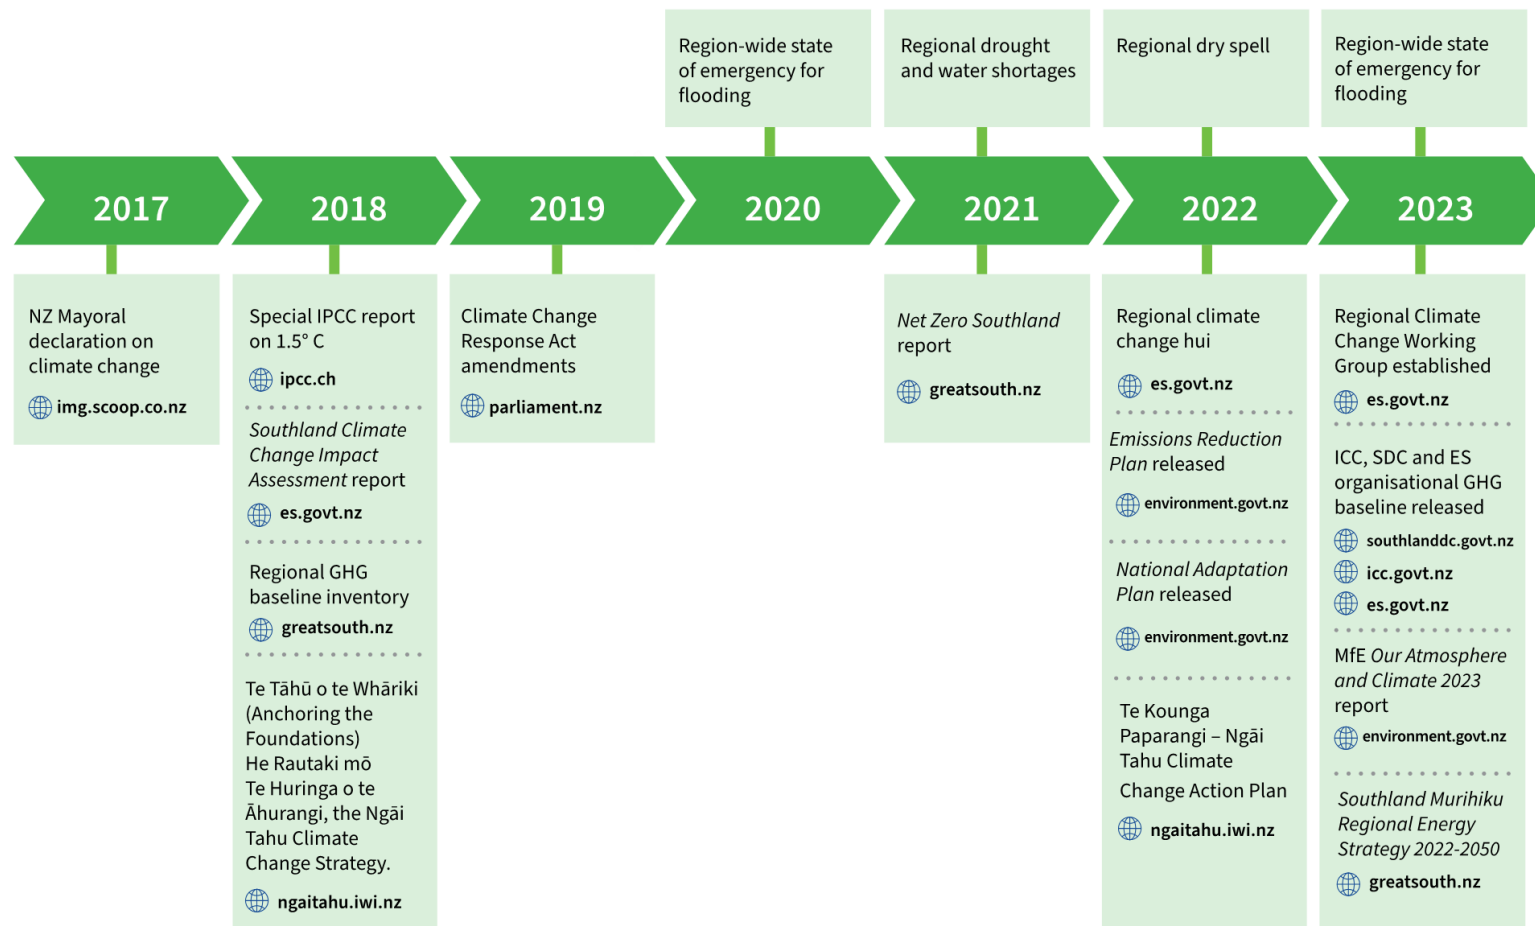 Region-wide state
of emergency for
flooding
Regional drought
and water shortages
Regional dry spell
Region-wide state
of emergency for
flooding
2017
2018
2019
2020
2021
2022
2023
NZ Mayoral
declaration on
climate change
img.scoop.co.nz
Special IPCC report
on 1.5° C
ipcc.ch
Southland Climate
Change Impact
Assessment report
es.govt.nz
Regional GHG
baseline inventory
greatsouth.nz
Te Tāhū o te Whāriki
(Anchoring the
Foundations)
He Rautaki mō
Te Huringa o te
Āhurangi, the Ngāi
Tahu Climate
Change Strategy.
ngaitahu.iwi.nz
Climate Change
Response Act
amendments
parliament.nz
Net Zero Southland
report
greatsouth.nz
Regional climate
change hui
es.govt.nz
Emissions Reduction
Plan released
environment.govt.nz
National Adaptation
Plan released
environment.govt.nz
Te Kounga
Paparangi – Ngāi
Tahu Climate
Change Action Plan
ngaitahu.iwi.nz
Regional Climate
Change Working
Group established
es.govt.nz
ICC, SDC and ES
organisational GHG
baseline released
southlanddc.govt.nz
icc.govt.nz
es.govt.nz
MfE Our Atmosphere
and Climate 2023
report
environment.govt.nz
Southland Murihiku
Regional Energy
Strategy 2022-2050
greatsouth.nz